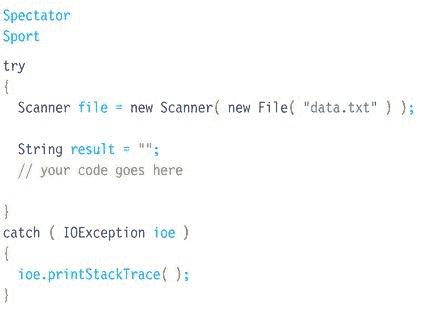 Spectator
Sport
try
{
Scanner file = new Scanner( new File( "data.txt" ) );
String result = "";
// your code goes here
}
catch ( IOException ioe )
{
ioe.printStackTrace( );
}